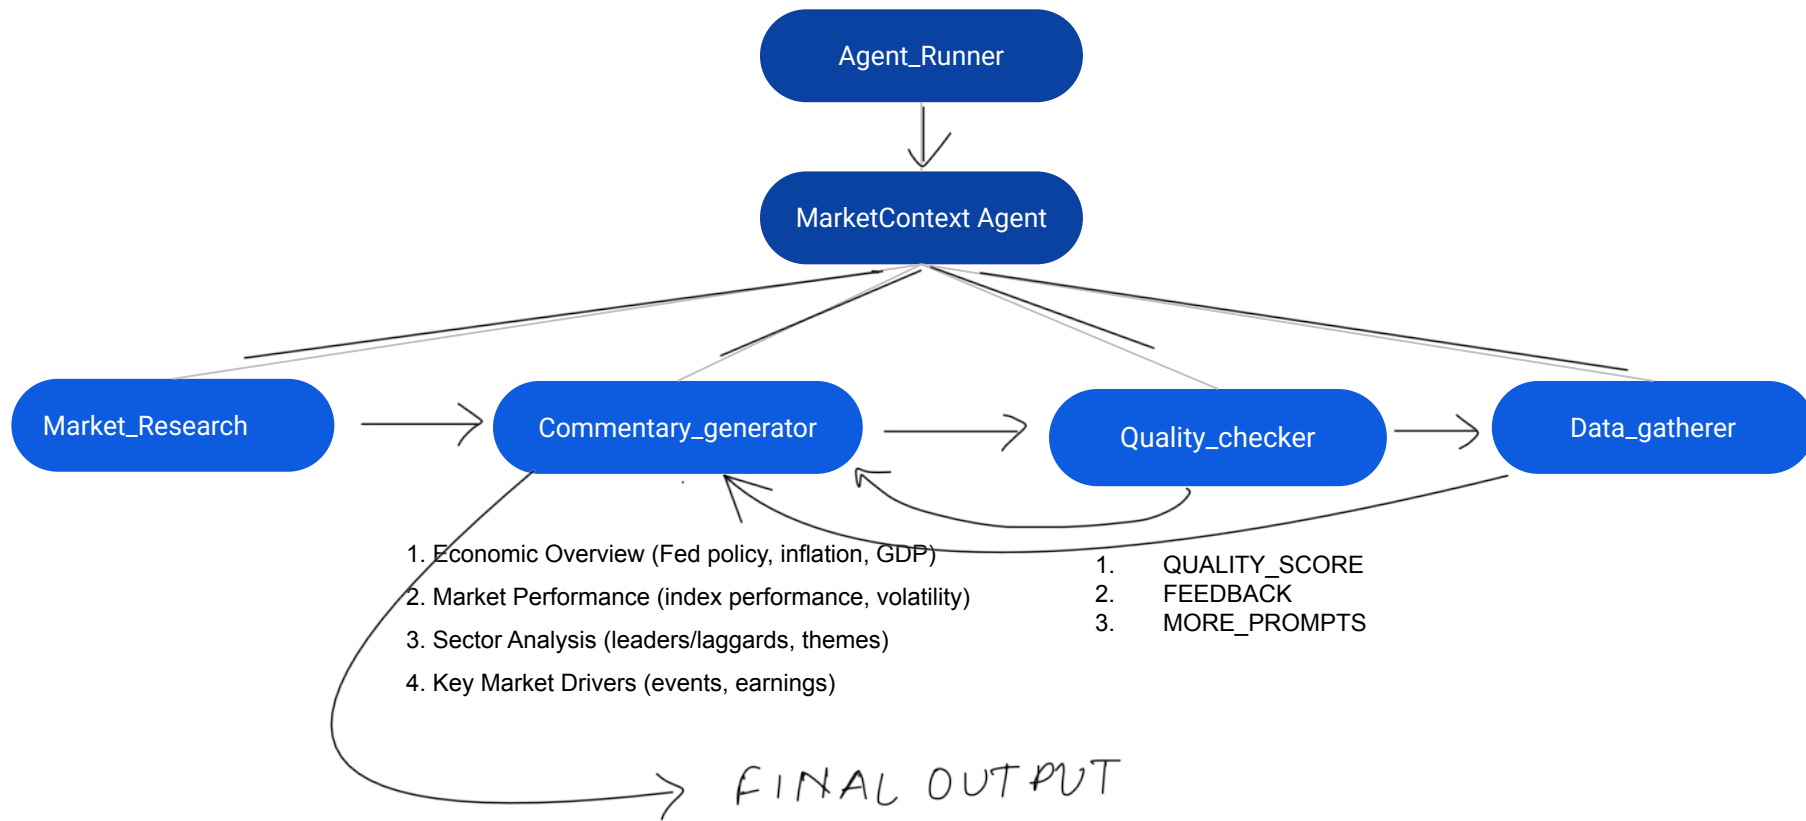 Agent_Runner
MarketContext Agent
Market_Research
Commentary_generator
Quality_checker
Data_gatherer
1. Economic Overview (Fed policy, inflation, GDP)
2. Market Performance (index performance, volatility)
3. Sector Analysis (leaders/laggards, themes)
4. Key Market Drivers (events, earnings)
1. QUALITY_SCORE
2. FEEDBACK
3. MORE_PROMPTS
FINAL OUTPUT